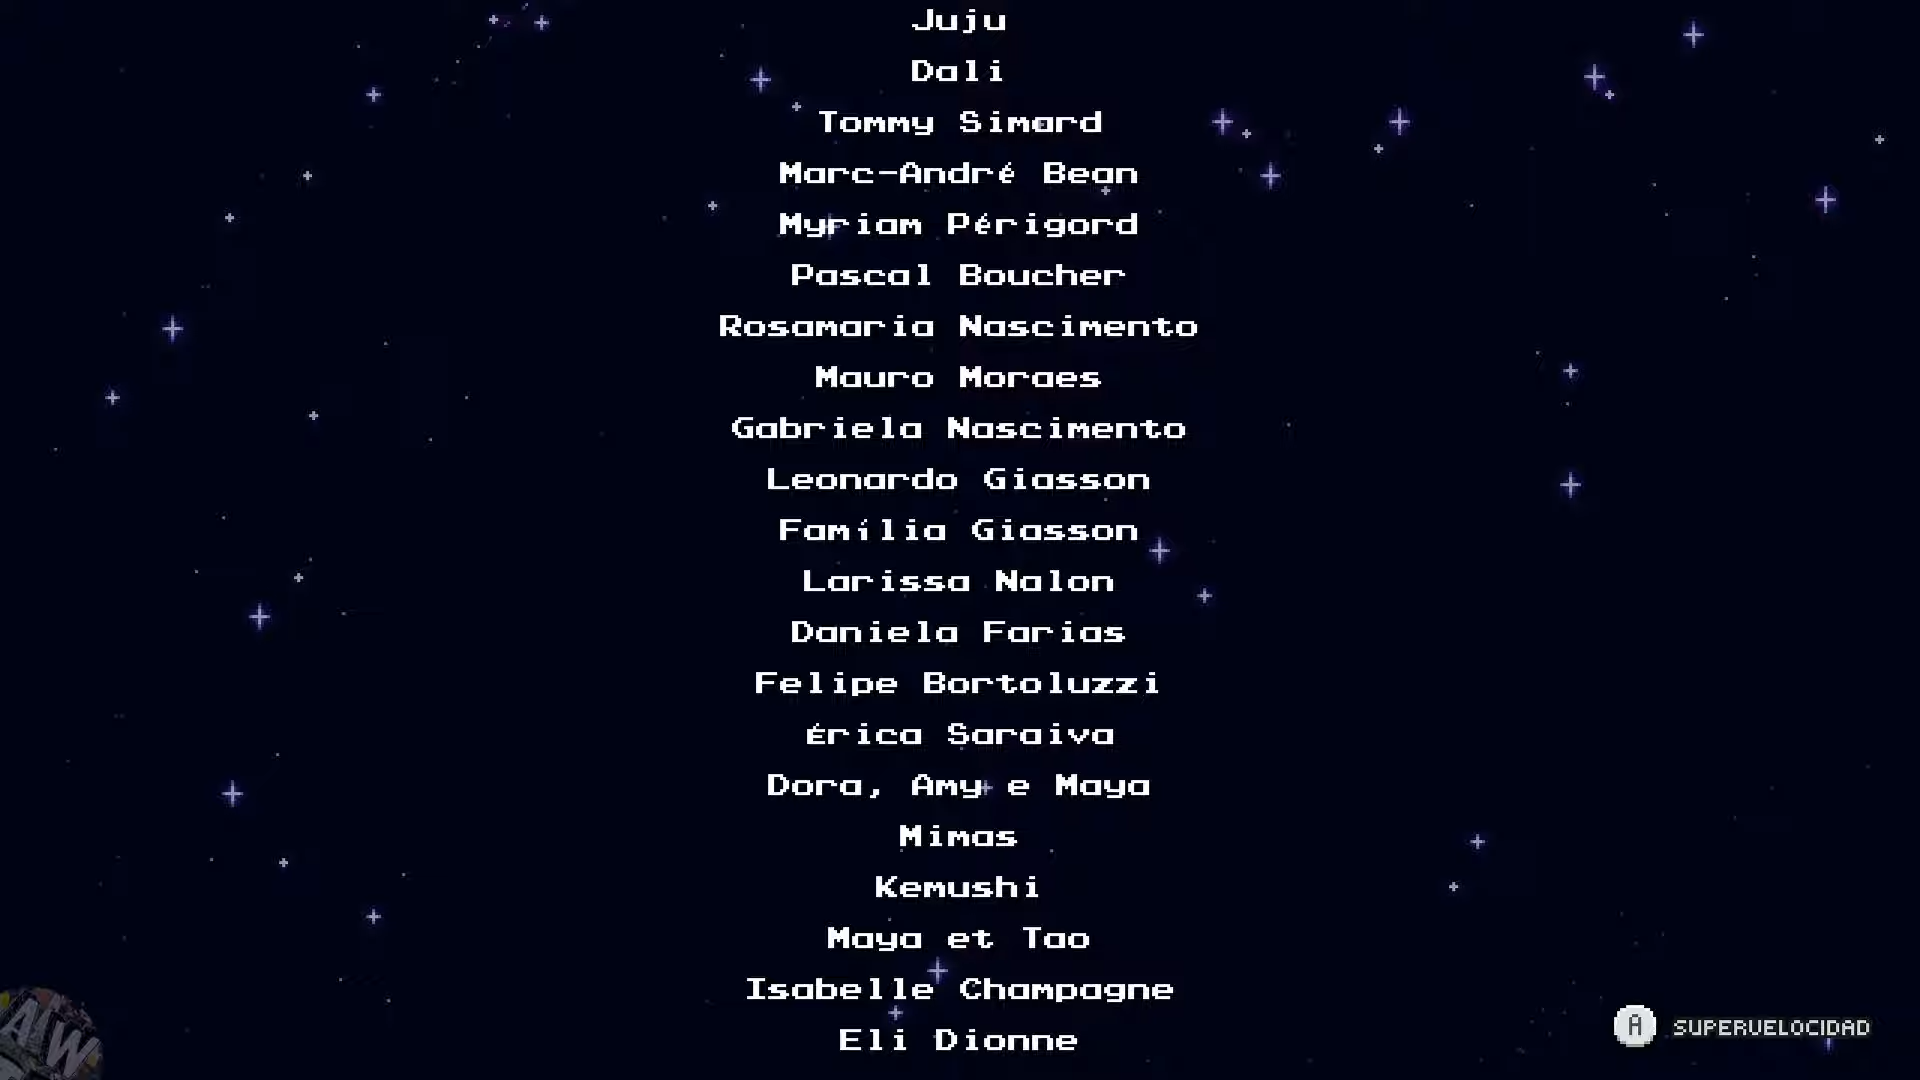 Juju
Dali
Tommy Simard
Marc-André Bean
Myriam Périgord
Pascal Boucher
Rosamaria Nascimento
Mauro Moraes
Gabriela Nascimento
Leonardo Giasson
Família Giasson
Larissa Nalon
Daniela Farias
Felipe Bortoluzzi
Érica Saraiva
Dora, Amy e Maya
Mimas
Kemushi
Maya et Tao
Isabelle Champagne
Eli Dionne
A SUPERVELOCIDAD
AIW